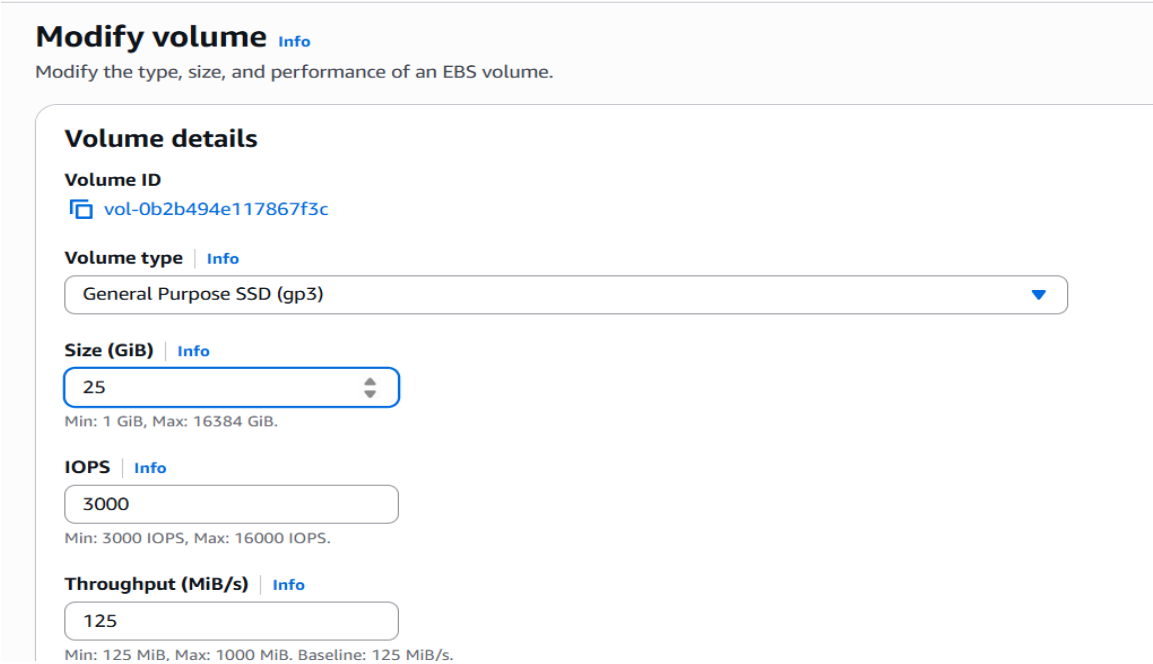 Modify volume Info
Modify the type, size, and performance of an EBS volume.
Volume details
Volume ID
vol-0b2b494e117867f3c
Volume type Info
General Purpose SSD (gp3)
Size (GiB) Info
25
Min: 1 GiB, Max: 16384 GiB.
IOPS Info
3000
Min: 3000 IOPS, Max: 16000 IOPS.
Throughput (MiB/s) Info
125
Min: 125 MiB, Max: 1000 MiB. Baseline: 125 MiB/s.